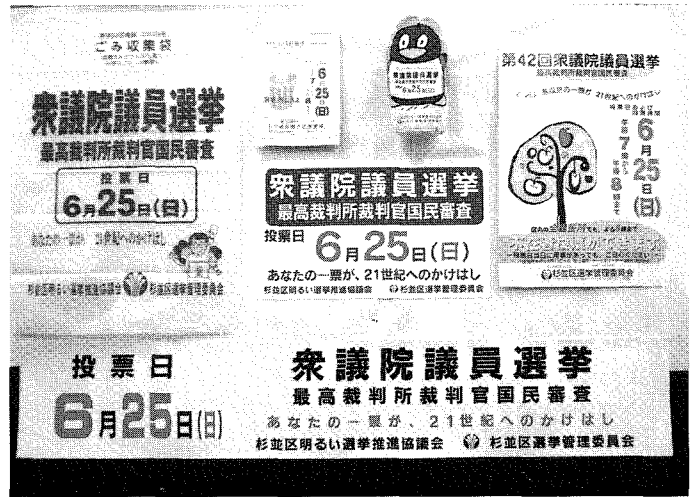 ごみ収集袋
衆議院議員選挙
最高裁判所裁判官国民審査
投票日
6月25日(日)
あなたの一票が 21世紀へのかけはし
杉並区明るい選挙推進協議会 杉並区選挙管理委員会
6
25
(日)
衆議院議員選挙
衆議院議員選挙
最高裁判所裁判官国民審査
投票日
6月25日(日)
あなたの一票が、21世紀へのかけはし
杉並区明るい選挙推進協議会 杉並区選挙管理委員会
第42回衆議院議員選挙
最高裁判所裁判官国民審査
あなたの一票が 21世紀へのかけはし
6月25日(日)
午前7時から
午後8時まで
杉並区選挙管理委員会
投票日
6月25日(日)
衆議院議員選挙
最高裁判所裁判官国民審査
あなたの一票が、21世紀へのかけはし
杉並区明るい選挙推進協議会 杉並区選挙管理委員会